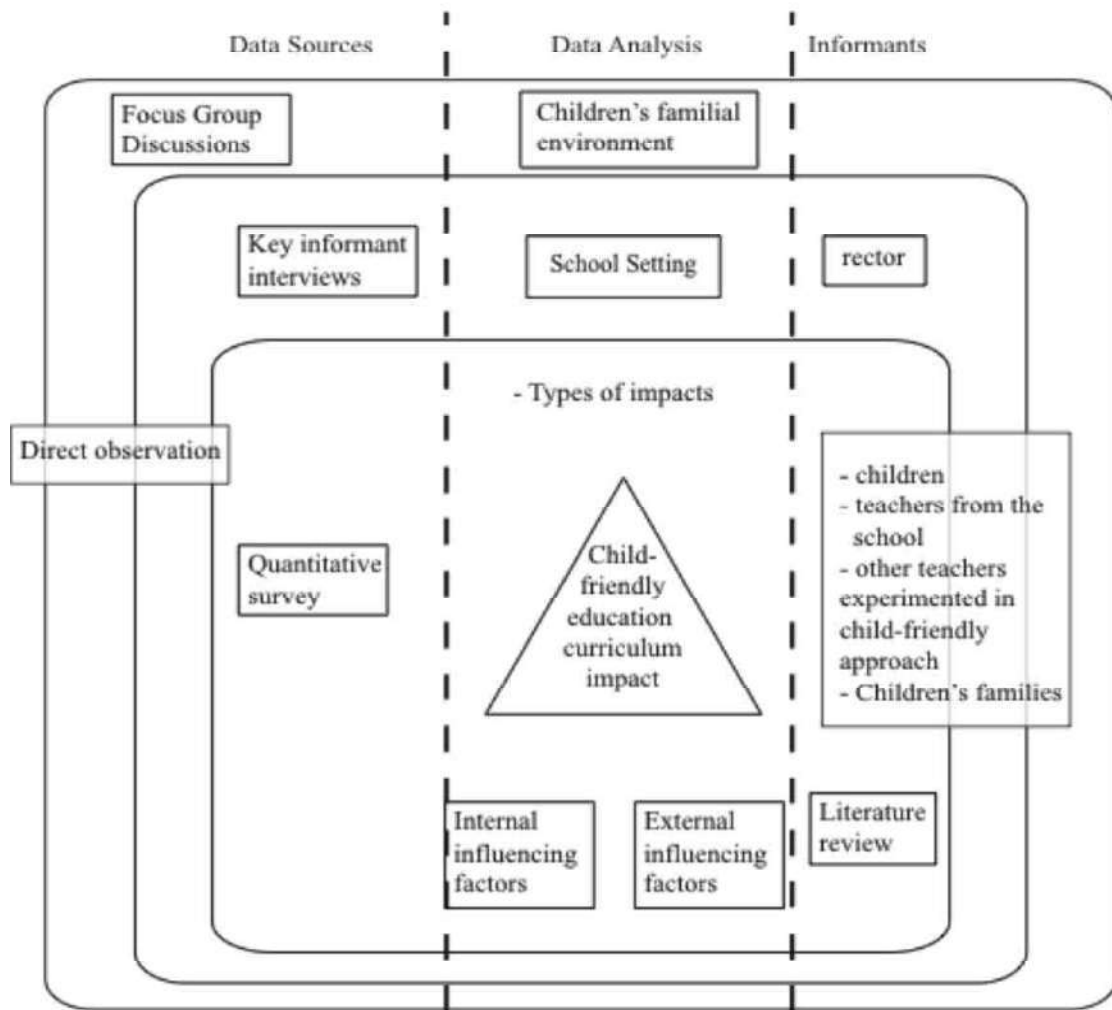 Data Sources
Data Analysis
Informants
Focus Group
Discussions
Children's familial
environment
Key informant
interviews
School Setting
rector
- Types of impacts
Direct observation
- children
- teachers from the
school
- other teachers
experimented in
child-friendly
approach
- Children's families
Quantitative
survey
Child-
friendly
education
curriculum
impact
Internal
influencing
factors
External
influencing
factors
Literature
review